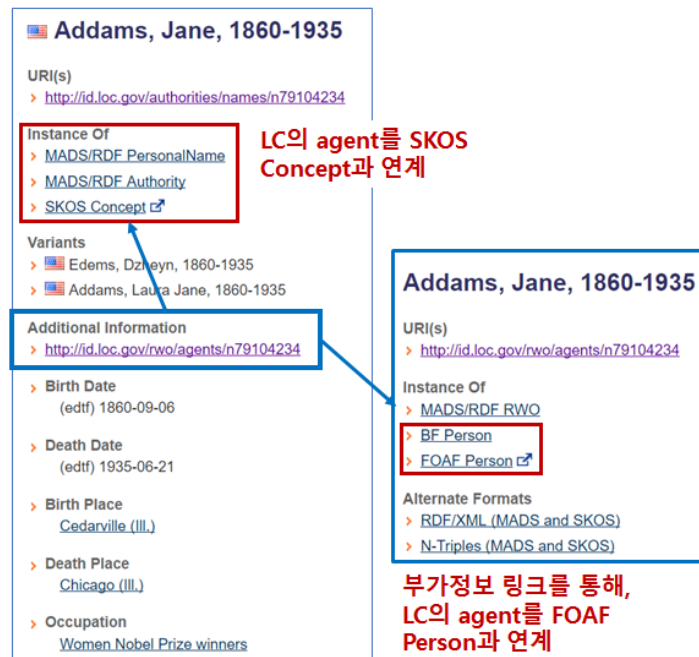 Addams, Jane, 1860-1935
URI(s)
http://id.loc.gov/authorities/names/n79104234
Instance Of
MADS/RDF PersonalName
MADS/RDF Authority
SKOS Concept
LC의 agent를 SKOS
Concept과 연계
Variants
Edems, Dzheyn, 1860-1935
Addams, Laura Jane, 1860-1935
Additional Information
http://id.loc.gov/rwo/agents/n79104234
Birth Date
(edtf) 1860-09-06
Death Date
(edtf) 1935-06-21
Birth Place
Cedarville (Ill.)
Death Place
Chicago (Ill.)
Occupation
Women Nobel Prize winners
Addams, Jane, 1860-1935
URI(s)
http://id.loc.gov/rwo/agents/n79104234
Instance Of
MADS/RDF RWO
BF Person
FOAF Person
Alternate Formats
RDF/XML (MADS and SKOS)
N-Triples (MADS and SKOS)
부가정보 링크를 통해,
LC의 agent를 FOAF
Person과 연계